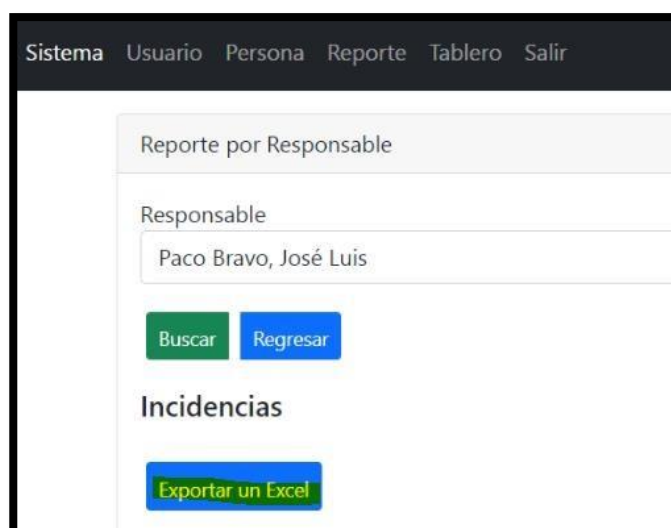 Sistema Usuario Persona Reporte Tablero Salir
Reporte por Responsable
Responsable
Paco Bravo, José Luis
Buscar Regresar
Incidencias
Exportar un Excel